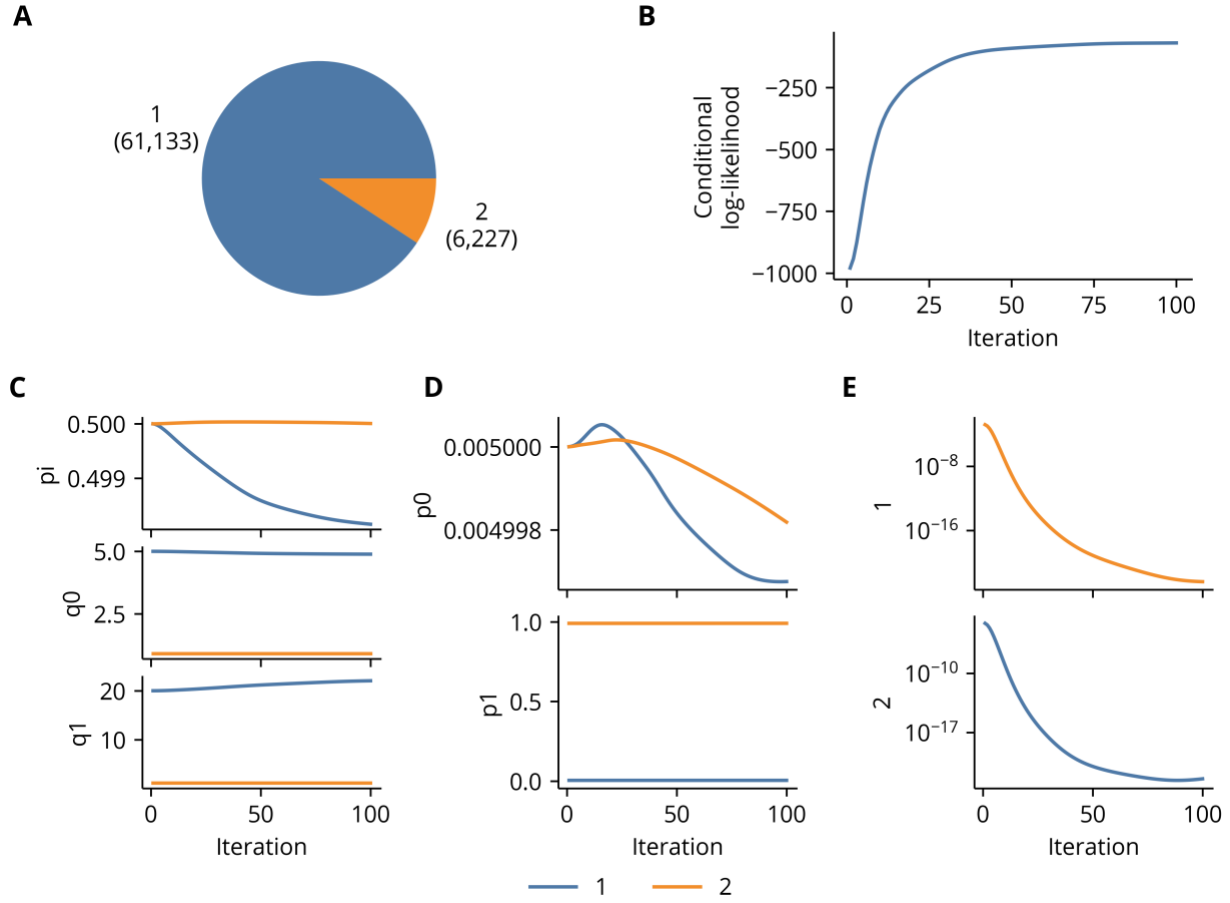 A
1
(61,133)
2
(6,227)
B
Conditional
log-likelihood
−250
−500
−750
−1000
0 25 50 75 100
Iteration
C
pi
0.500
0.499
q0
5.0
2.5
q1
20
10
0 50 100
Iteration
D
p0
0.005000
0.004998
p1
1.0
0.5
0.0
0 50 100
Iteration
E
1
10⁻⁸
10⁻¹⁶
2
10⁻¹⁰
10⁻¹⁷
0 50 100
Iteration
1 2